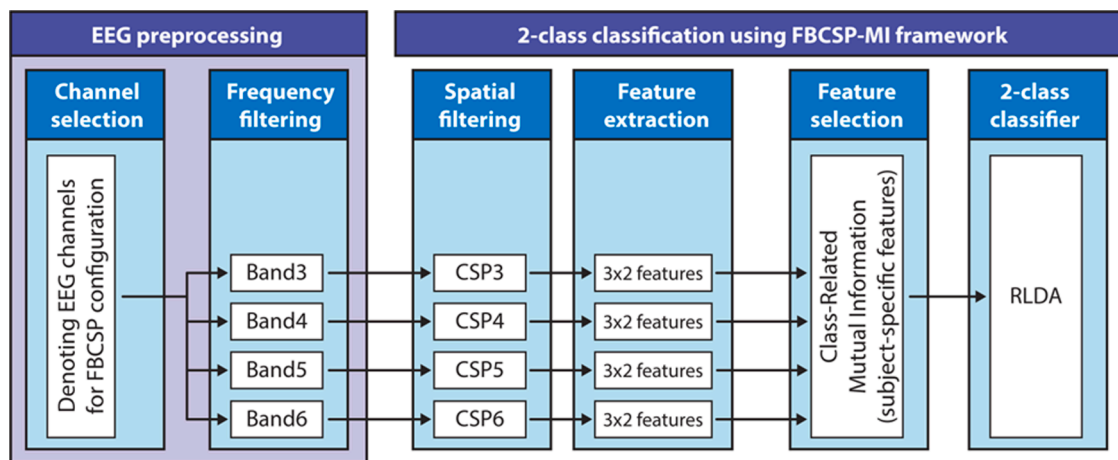 EEG preprocessing
2-class classification using FBCSP-MI framework
Channel
selection
Frequency
filtering
Spatial
filtering
Feature
extraction
Feature
selection
2-class
classifier
Denoting EEG channels
for FBCSP configuration
Band3
CSP3
3x2 features
Band4
CSP4
3x2 features
Band5
CSP5
3x2 features
Band6
CSP6
3x2 features
Class-Related
Mutual Information
(subject-specific features)
RLDA